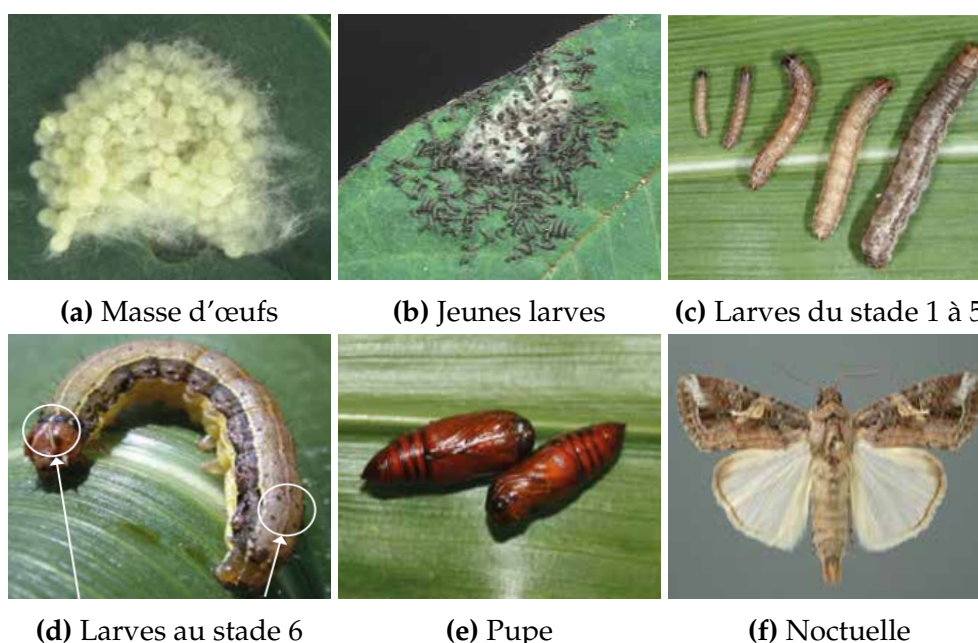 (a) Masse d'œufs
(b) Jeunes larves
(c) Larves du stade 1 à 5
(d) Larves au stade 6
(e) Pupe
(f) Noctuelle